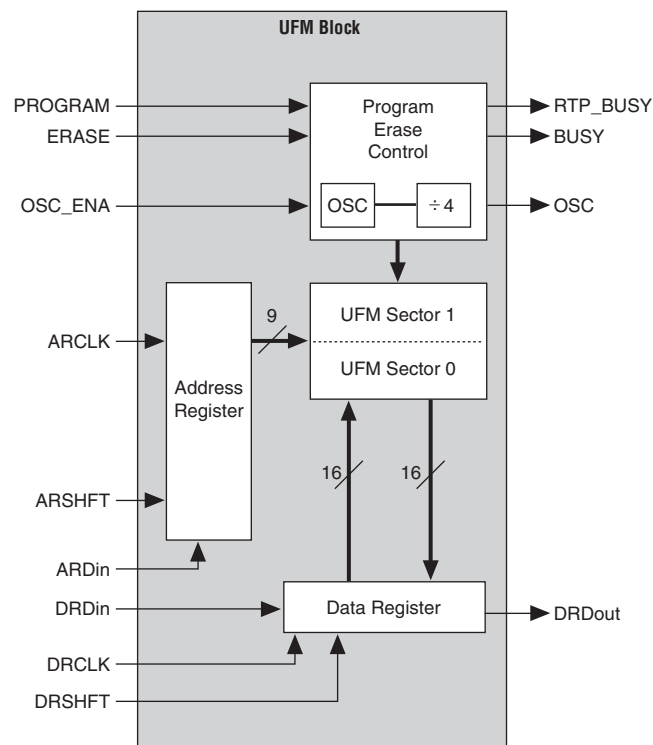 UFM Block
PROGRAM
ERASE
OSC_ENA
Program
Erase
Control
OSC
÷4
RTP_BUSY
BUSY
OSC
UFM Sector 1
UFM Sector 0
9
ARCLK
Address
Register
ARSHFT
ARDin
16
16
DRDin
Data Register
DRDout
DRCLK
DRSHFT